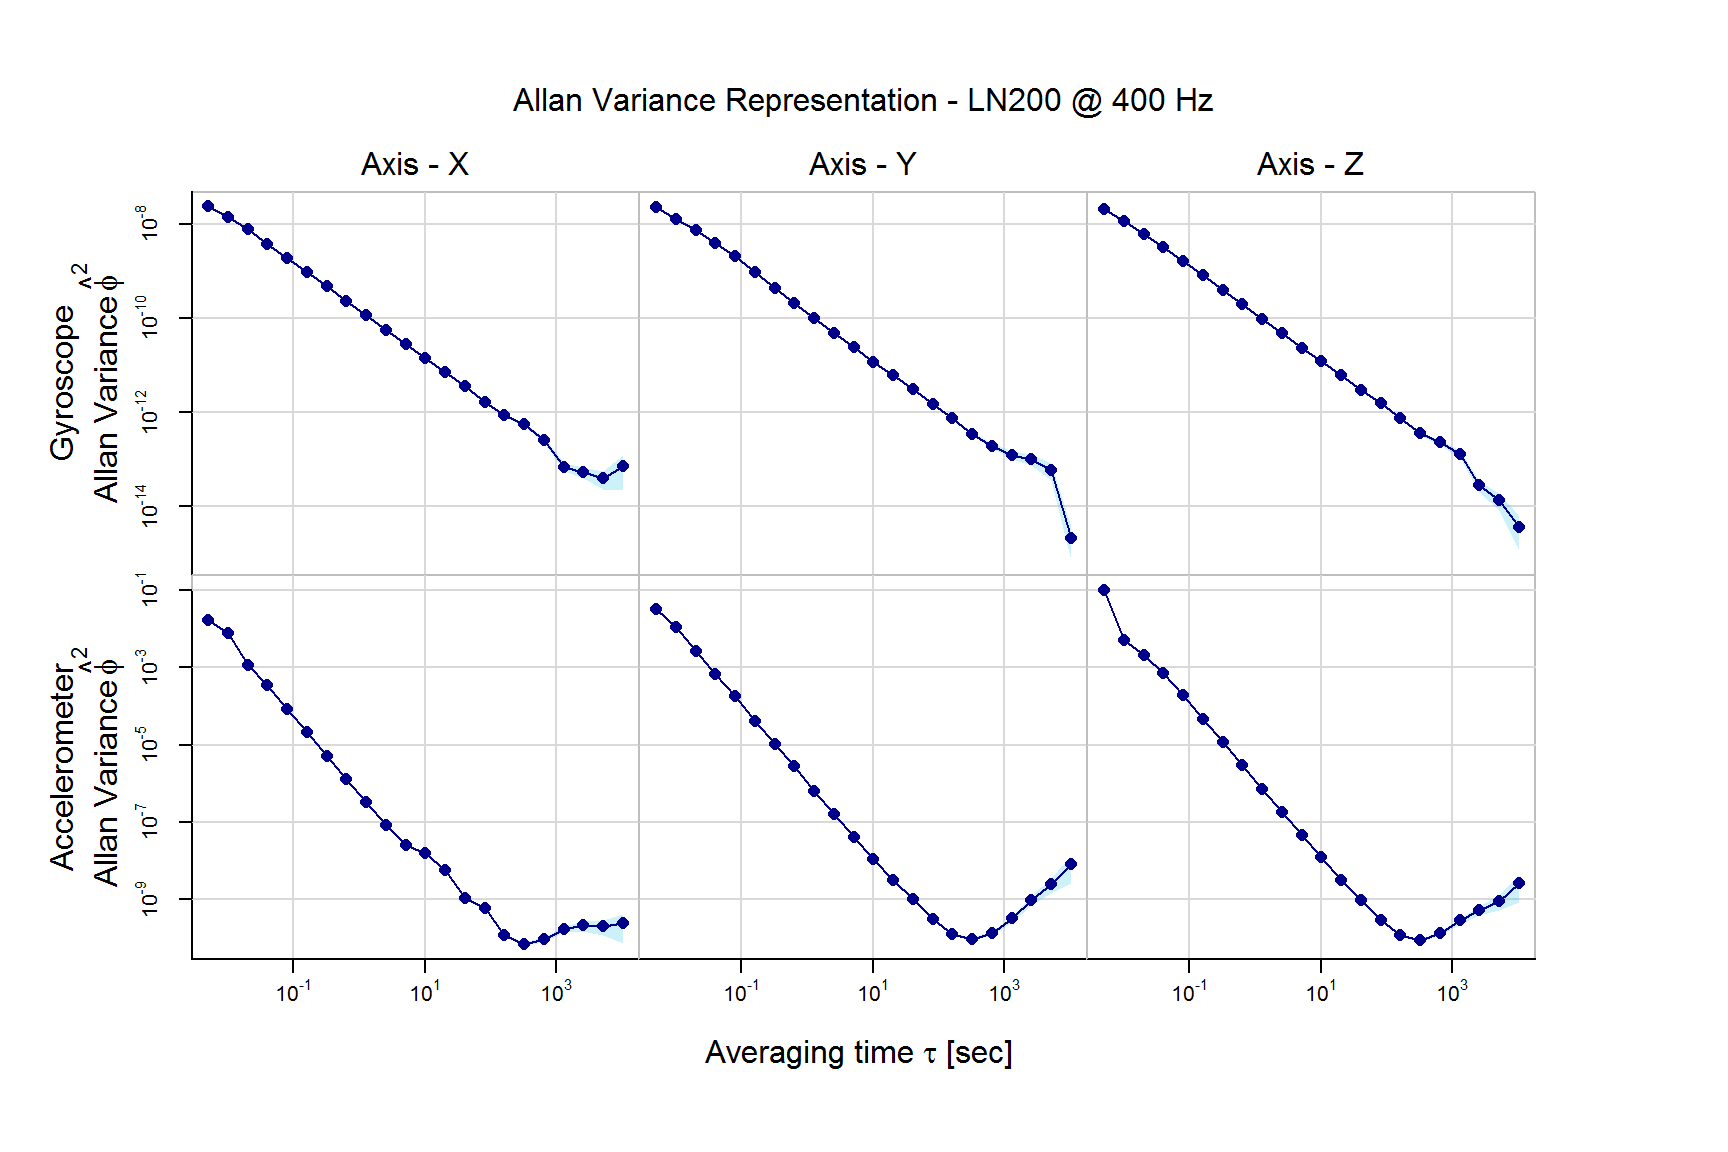 Allan Variance Representation - LN200 @ 400 Hz
Axis - X Axis - Y Axis - Z
Gyroscope
Allan Variance ϕ̂²
10⁻⁸
10⁻¹⁰
10⁻¹²
10⁻¹⁴
Accelerometer
Allan Variance ϕ̂²
10⁻¹
10⁻³
10⁻⁵
10⁻⁷
10⁻⁹
10⁻¹ 10¹ 10³ 10⁻¹ 10¹ 10³ 10⁻¹ 10¹ 10³
Averaging time τ [sec]